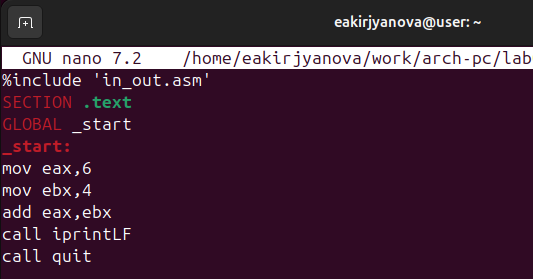 eakirjyanova@user: ~
GNU nano 7.2 /home/eakirjyanova/work/arch-pc/lab
%include 'in_out.asm'
SECTION .text
GLOBAL _start
_start:
mov eax,6
mov ebx,4
add eax,ebx
call iprintLF
call quit